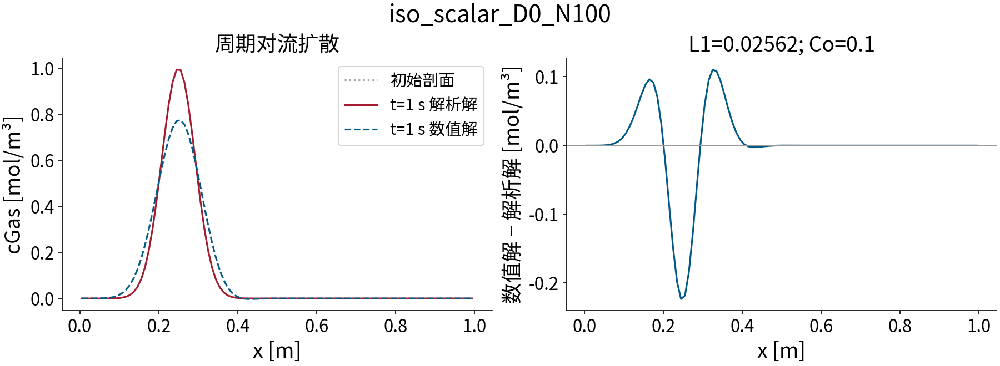 iso_scalar_D0_N100
周期对流扩散
cGas [mol/m³]
1.0
0.8
0.6
0.4
0.2
0.0
初始剖面
t=1 s 解析解
t=1 s 数值解
0.0 0.2 0.4 0.6 0.8 1.0
x [m]
L1=0.02562; Co=0.1
数值解 − 解析解 [mol/m³]
0.1
0.0
-0.1
-0.2
0.0 0.2 0.4 0.6 0.8 1.0
x [m]